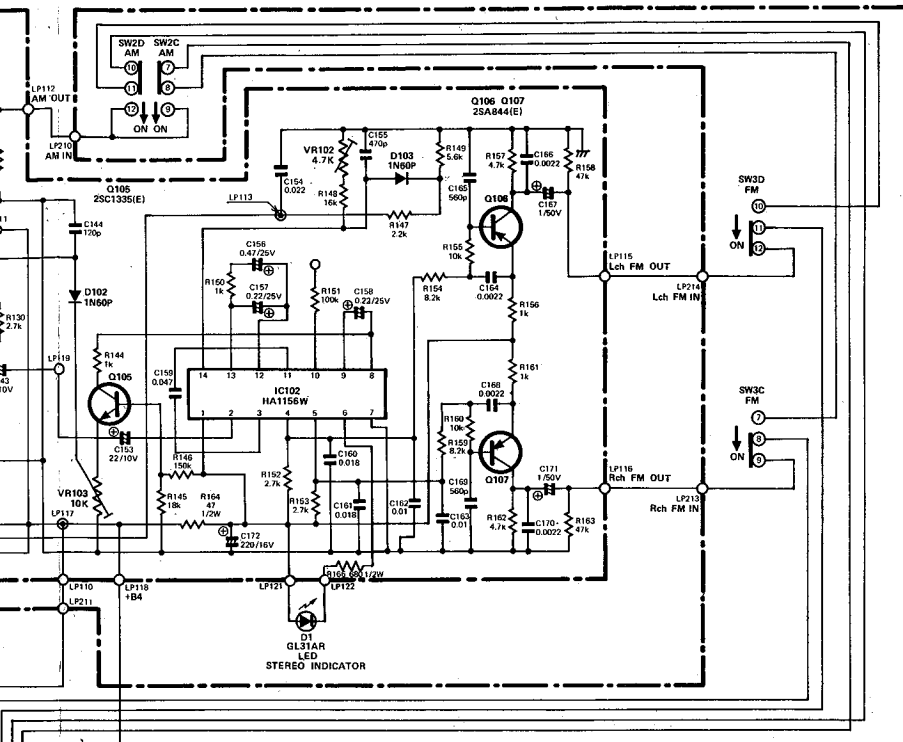 SW2D SW2C
AM AM
10 7
11 8
12 9
ON ON
LP112
AM OUT
LP210
AM IN
Q106 Q107
2SA844(E)
Q105
2SC1335(E)
VR102
4.7K
C155
470p
D103
1N60P
R149
5.6k
R157
4.7k
C166
0.0022
R158
47k
C154
0.022
R148
16k
C165
560p
C167
1/50V
LP113
Q106
R147
2.2k
C144
120p
SW3D
FM
10
11
12
ON
C156
0.47/25V
R155
10k
LP115
Lch FM OUT
R150
1k
C157
0.22/25V
R151
100k
C158
0.22/25V
R154
8.2k
C164
0.0022
LP214
Lch FM IN
D102
1N60P
R156
1k
R130
2.7k
R144
1k
LP119
Q105
C159
0.047
14 13 12 11 10 9 8
IC102
HA1156W
1 2 3 4 5 6 7
R161
1k
43
10V
C168
0.0022
SW3C
FM
7
8
9
ON
C153
22/10V
R160
10k
R159
8.2k
R146
150k
C160
0.018
Q107
C171
1/50V
LP116
Rch FM OUT
R152
2.7k
C169
560p
LP213
Rch FM IN
VR103
10K
R145
18k
R164
47
1/2W
R153
2.7k
C161
0.018
C162
0.01
C163
0.01
R162
4.7k
C170
0.0022
R163
47k
LP117
C172
220/16V
R166 680 1/2W
LP110
LP118
+B4
LP121
LP122
LP211
D1
GL31AR
LED
STEREO INDICATOR